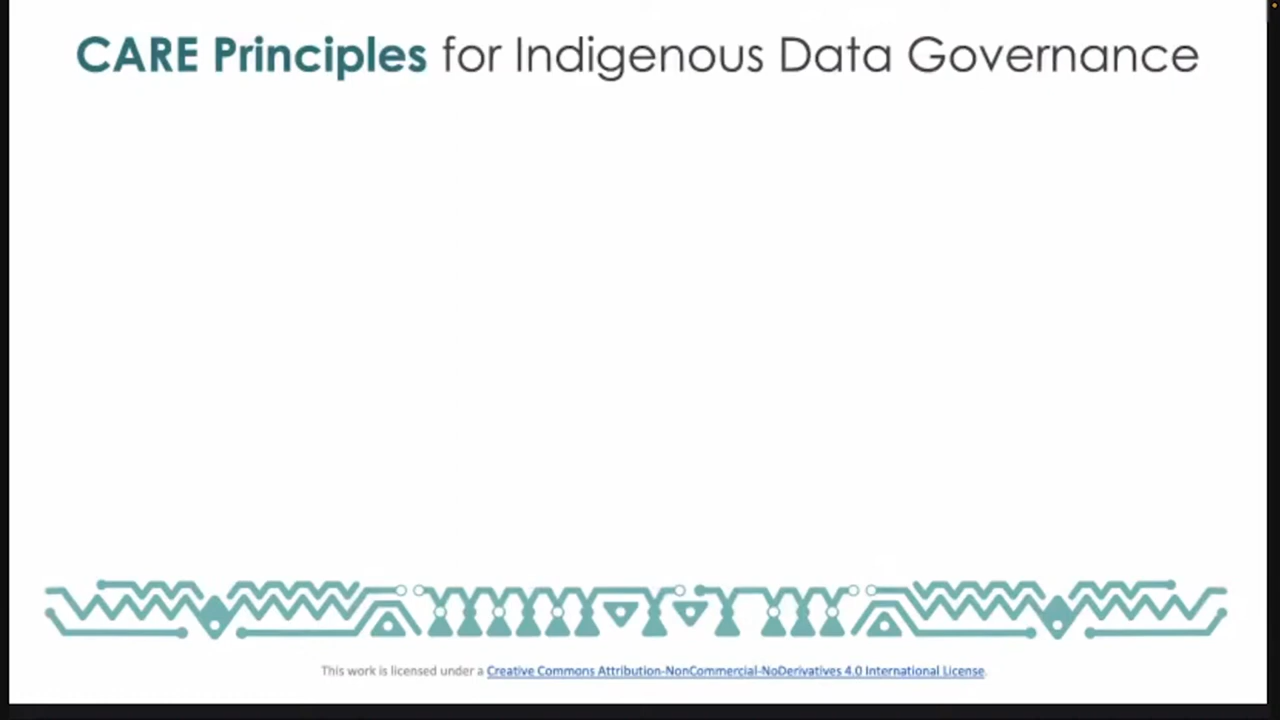 CARE Principles for Indigenous Data Governance
This work is licensed under a Creative Commons Attribution-NonCommercial-NoDerivatives 4.0 International License.